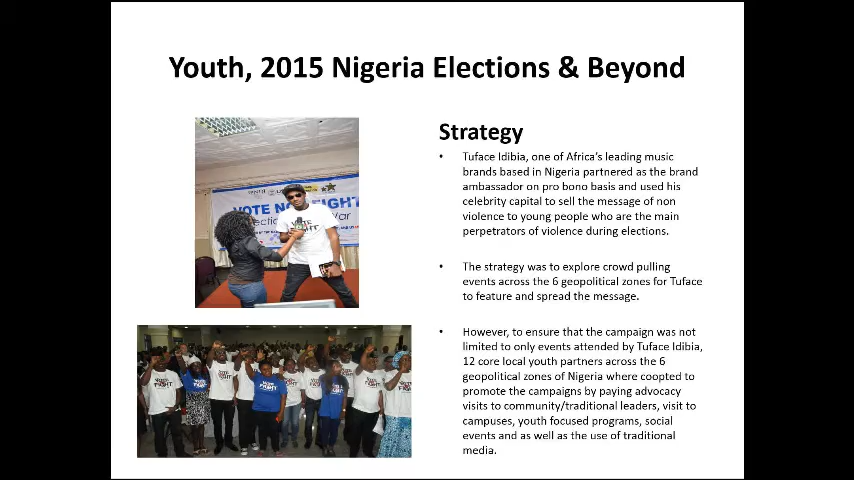 Youth, 2015 Nigeria Elections & Beyond
VOTE NOT FIGHT
VOTE
FIGHT
Strategy
• Tuface Idibia, one of Africa's leading music
brands based in Nigeria partnered as the brand
ambassador on pro bono basis and used his
celebrity capital to sell the message of non
violence to young people who are the main
perpetrators of violence during elections.
• The strategy was to explore crowd pulling
events across the 6 geopolitical zones for Tuface
to feature and spread the message.
• However, to ensure that the campaign was not
limited to only events attended by Tuface Idibia,
12 core local youth partners across the 6
geopolitical zones of Nigeria where coopted to
promote the campaigns by paying advocacy
visits to community/traditional leaders, visit to
campuses, youth focused programs, social
events and as well as the use of traditional
media.